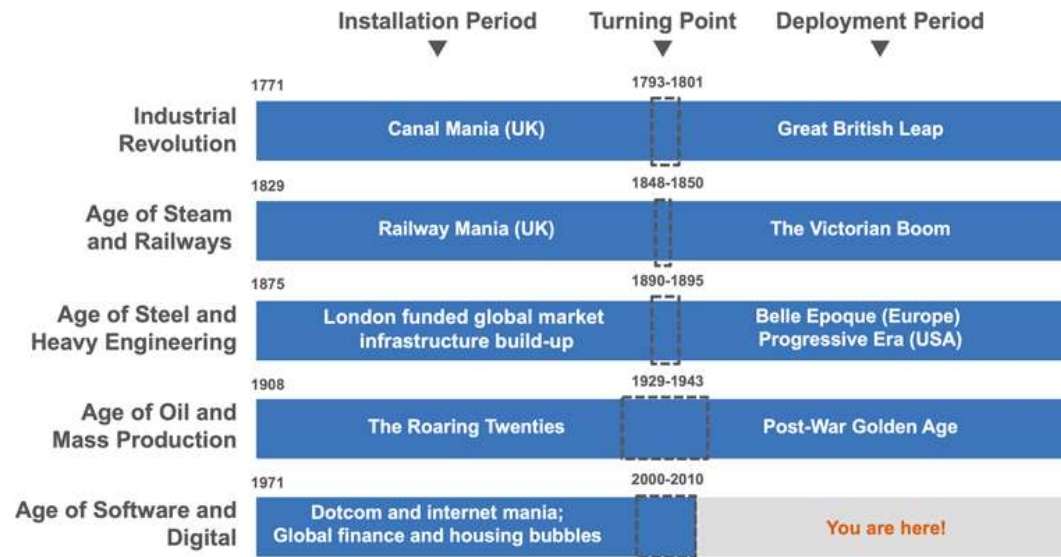 Installation Period
Turning Point
Deployment Period
1771
1793-1801
Industrial
Revolution
Canal Mania (UK)
Great British Leap
1829
1848-1850
Age of Steam
and Railways
Railway Mania (UK)
The Victorian Boom
1875
1890-1895
Age of Steel and
Heavy Engineering
London funded global market
infrastructure build-up
Belle Epoque (Europe)
Progressive Era (USA)
1908
1929-1943
Age of Oil and
Mass Production
The Roaring Twenties
Post-War Golden Age
1971
2000-2010
Age of Software and
Digital
Dotcom and internet mania;
Global finance and housing bubbles
You are here!